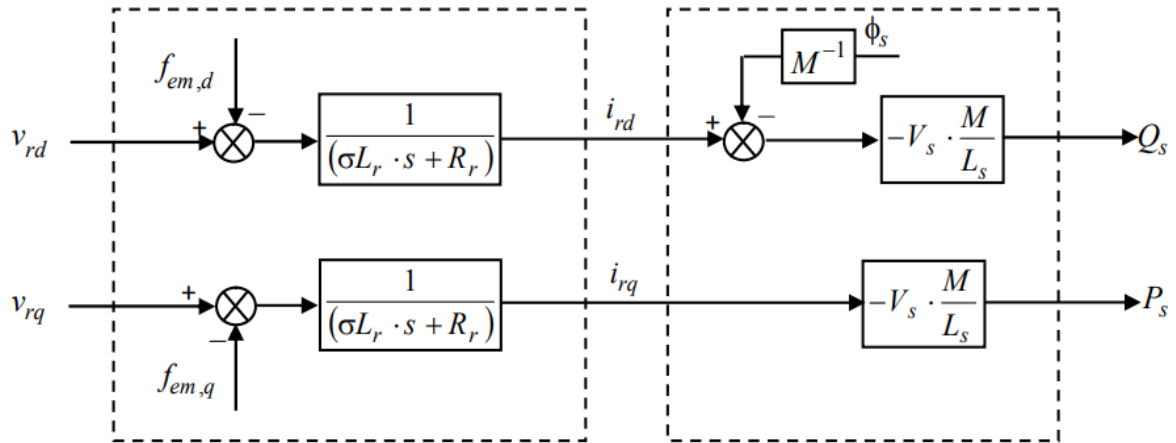 ϕ_s
M^{-1}
f_{em,d}
−
+
v_{rd}
1
(σL_r · s + R_r)
i_{rd}
+
−
−V_s · M/L_s
Q_s
v_{rq}
+
−
f_{em,q}
1
(σL_r · s + R_r)
i_{rq}
−V_s · M/L_s
P_s